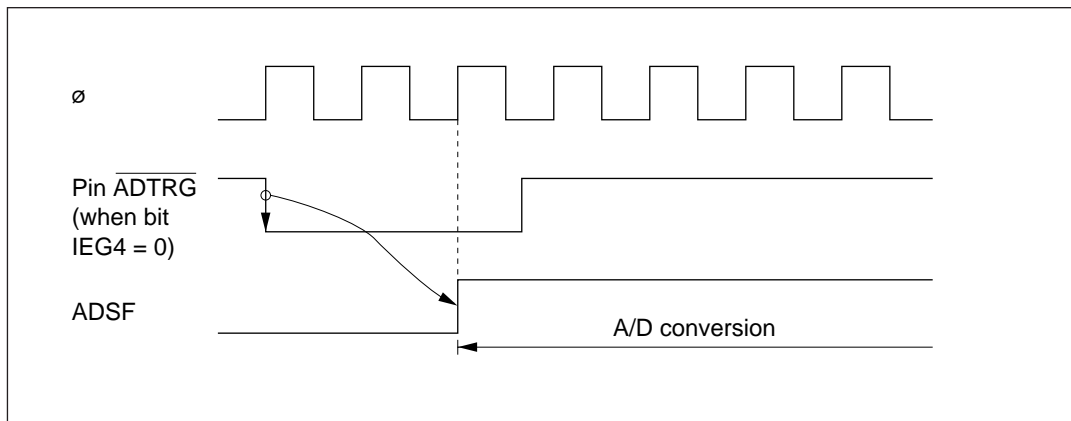 ø
Pin ADTRG
(when bit
IEG4 = 0)
ADSF
A/D conversion